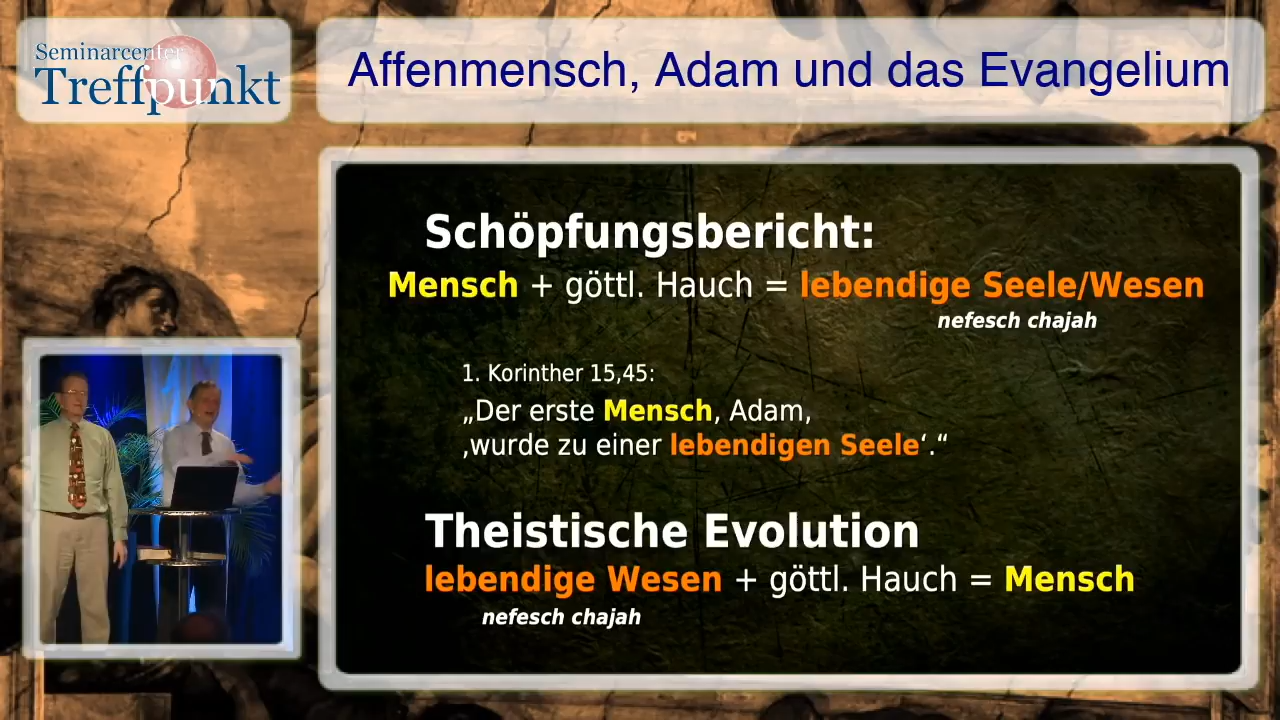 Seminarcenter
Treffpunkt
Affenmensch, Adam und das Evangelium
Schöpfungsbericht:
Mensch + göttl. Hauch = lebendige Seele/Wesen
nefesch chajah
1. Korinther 15,45:
„Der erste Mensch, Adam,
‚wurde zu einer lebendigen Seele‘.“
Theistische Evolution
lebendige Wesen + göttl. Hauch = Mensch
nefesch chajah